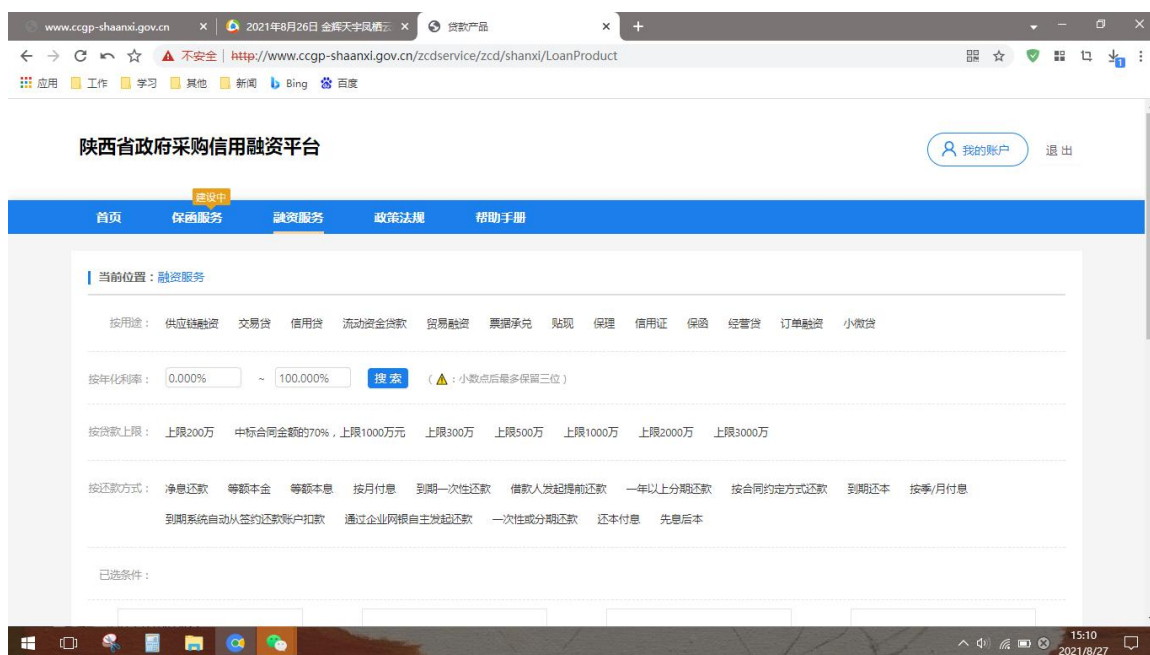 www.ccgp-shaanxi.gov.cn
2021年8月26日 金辉天宇凤栖云
贷款产品
不安全 | http://www.ccgp-shaanxi.gov.cn/zcdservice/zcd/shanxi/LoanProduct
应用 工作 学习 其他 新闻 Bing 百度
陕西省政府采购信用融资平台
我的账户 退出
建设中
首页 保函服务 融资服务 政策法规 帮助手册
当前位置：融资服务
按用途： 供应链融资 交易贷 信用贷 流动资金贷款 贸易融资 票据承兑 贴现 保理 信用证 保函 经营贷 订单融资 小微贷
按年化利率： 0.000% ~ 100.000% 搜索 （ ：小数点后最多保留三位）
按贷款上限： 上限200万 中标合同金额的70%，上限1000万元 上限300万 上限500万 上限1000万 上限2000万 上限3000万
按还款方式： 净息还款 等额本金 等额本息 按月付息 到期一次性还款 借款人发起提前还款 一年以上分期还款 按合同约定方式还款 到期还本 按季/月付息
到期系统自动从签约还款账户扣款 通过企业网银自主发起还款 一次性或分期还款 还本付息 先息后本
已选条件：
15:10
2021/8/27